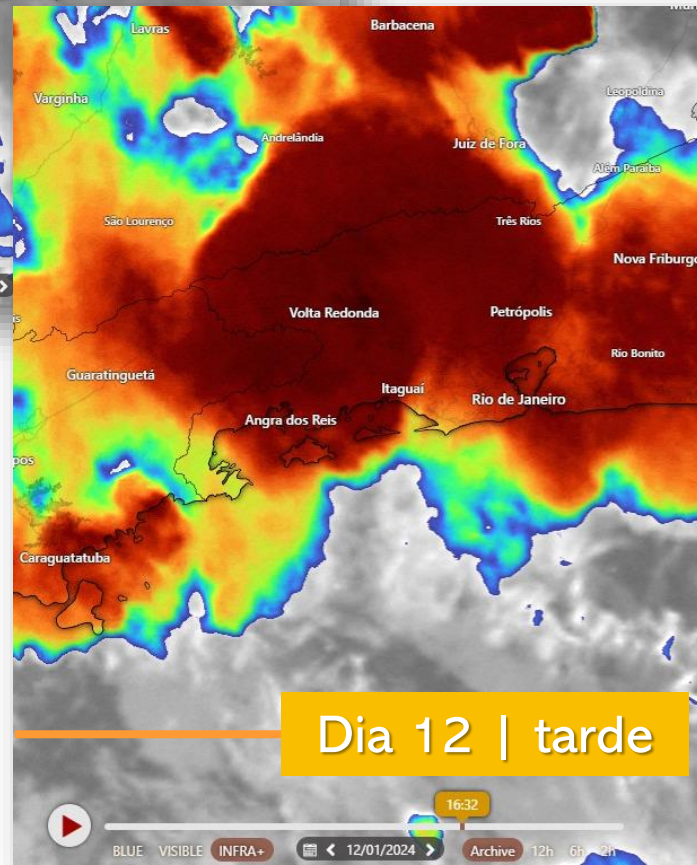 Lavras
Barbacena
Varginha
Leopoldina
Andrelândia
Juiz de Fora
Além Paraíba
São Lourenço
Três Rios
Nova Friburgo
Volta Redonda
Petrópolis
Rio Bonito
Guaratinguetá
Itaguaí
Rio de Janeiro
Angra dos Reis
pos
Caraguatatuba
Dia 12 | tarde
16:32
BLUE VISIBLE INFRA+ 12/01/2024 Archive 12h 6h 2h